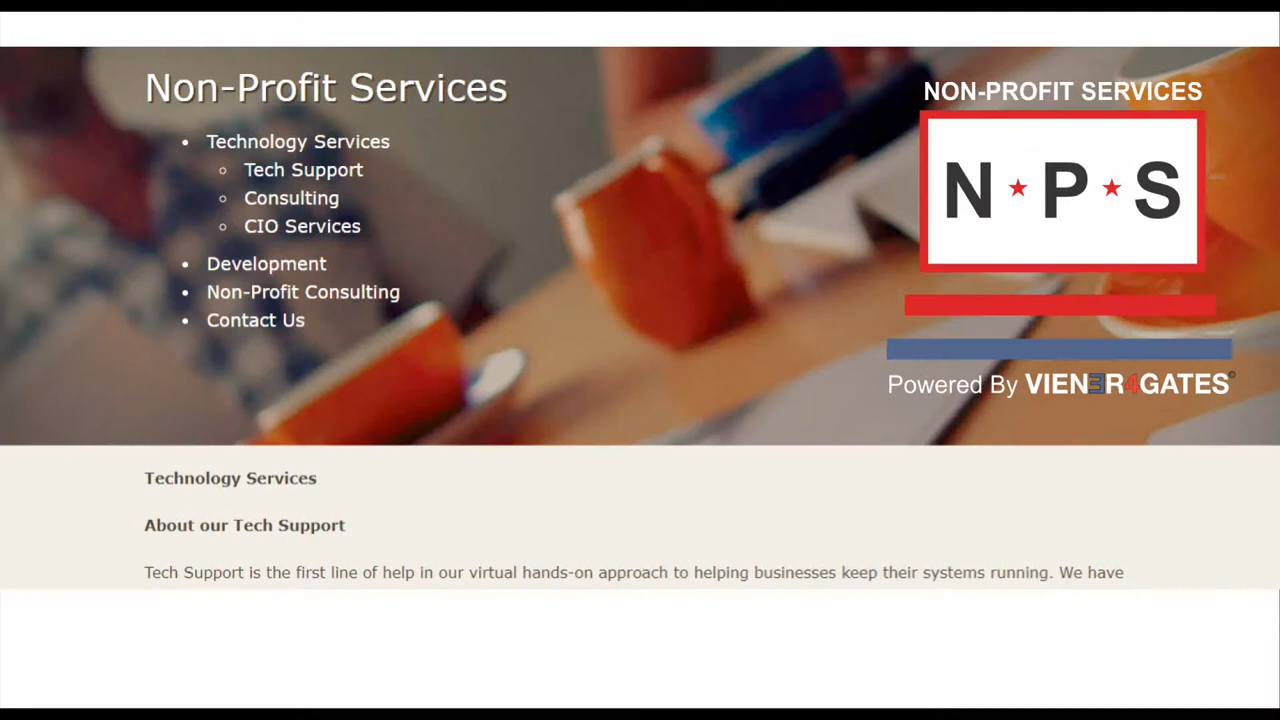 Non-Profit Services
Technology Services
Tech Support
Consulting
CIO Services
Development
Non-Profit Consulting
Contact Us
NON-PROFIT SERVICES
N★P★S
Powered By VIEN3R4GATES®
Technology Services
About our Tech Support
Tech Support is the first line of help in our virtual hands-on approach to helping businesses keep their systems running. We have